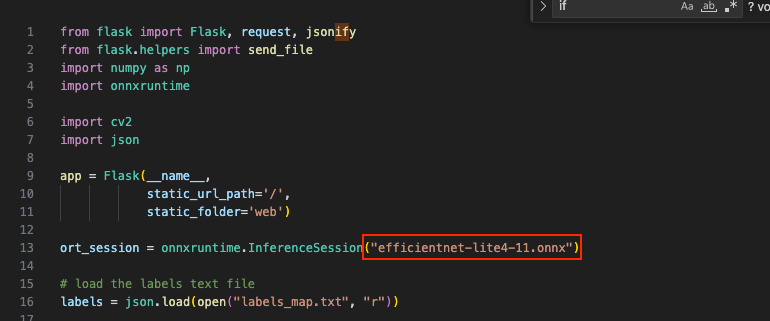 > if Aa ab .* ? vo
1 from flask import Flask, request, jsonify
2 from flask.helpers import send_file
3 import numpy as np
4 import onnxruntime
5
6 import cv2
7 import json
8
9 app = Flask(__name__,
10 static_url_path='/',
11 static_folder='web')
12
13 ort_session = onnxruntime.InferenceSession("efficientnet-lite4-11.onnx")
14
15 # load the labels text file
16 labels = json.load(open("labels_map.txt", "r"))
17